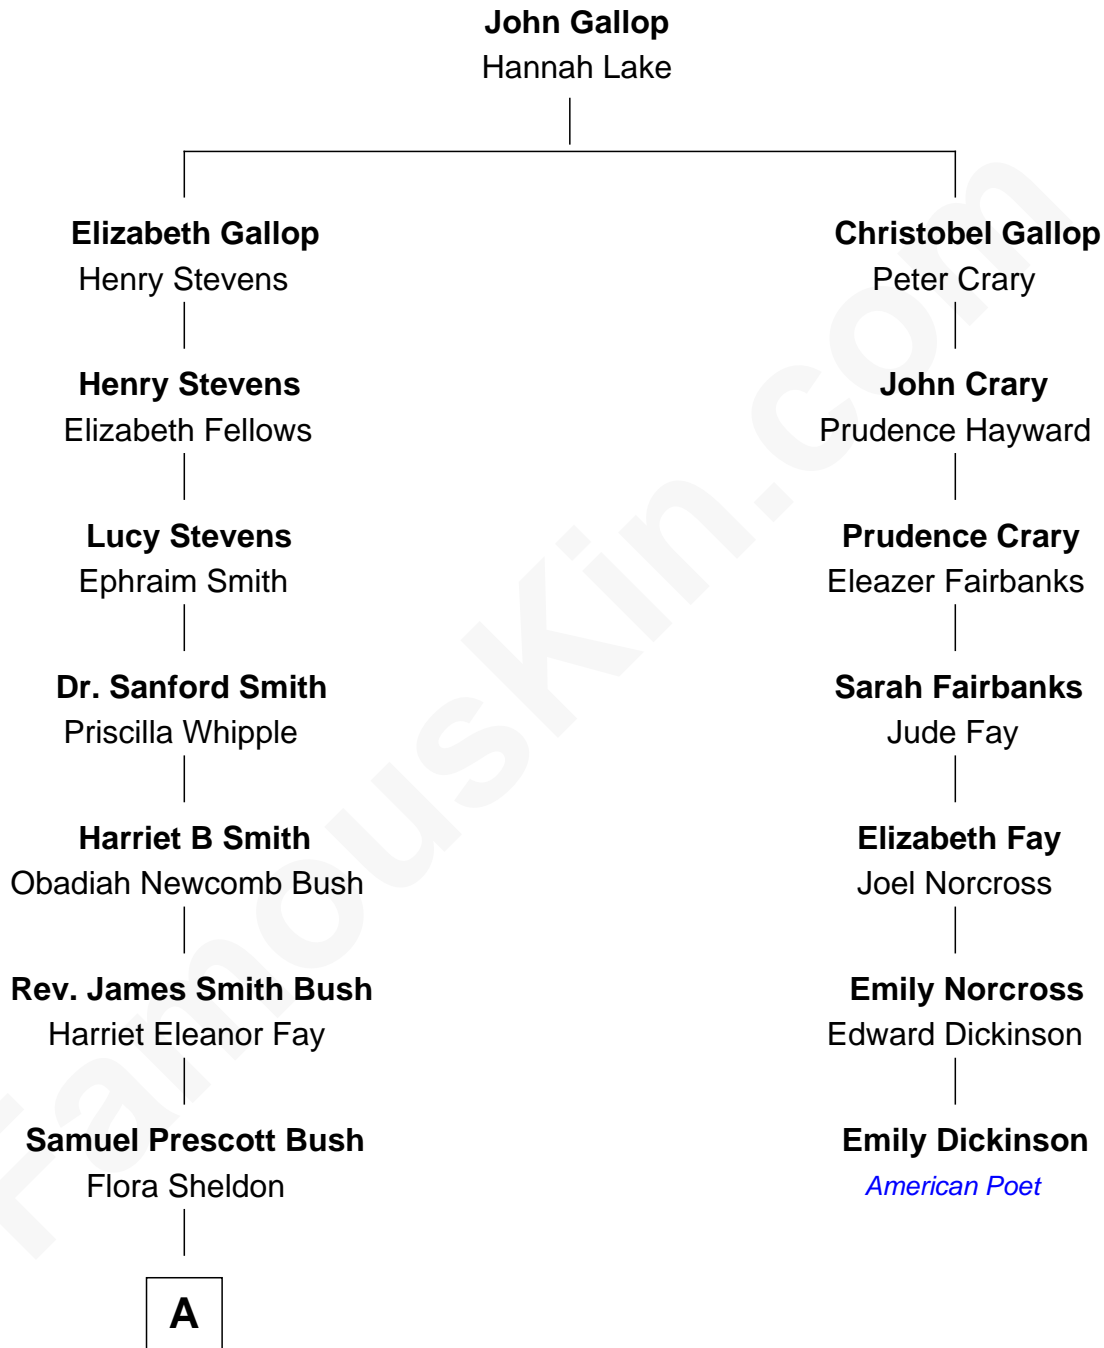 John Gallop
Hannah Lake
Elizabeth Gallop
Henry Stevens
Christobel Gallop
Peter Crary
Henry Stevens
Elizabeth Fellows
John Crary
Prudence Hayward
Lucy Stevens
Ephraim Smith
Prudence Crary
Eleazer Fairbanks
Dr. Sanford Smith
Priscilla Whipple
Sarah Fairbanks
Jude Fay
Harriet B Smith
Obadiah Newcomb Bush
Elizabeth Fay
Joel Norcross
Rev. James Smith Bush
Harriet Eleanor Fay
Emily Norcross
Edward Dickinson
Samuel Prescott Bush
Flora Sheldon
Emily Dickinson
American Poet
A
FamousKin.com